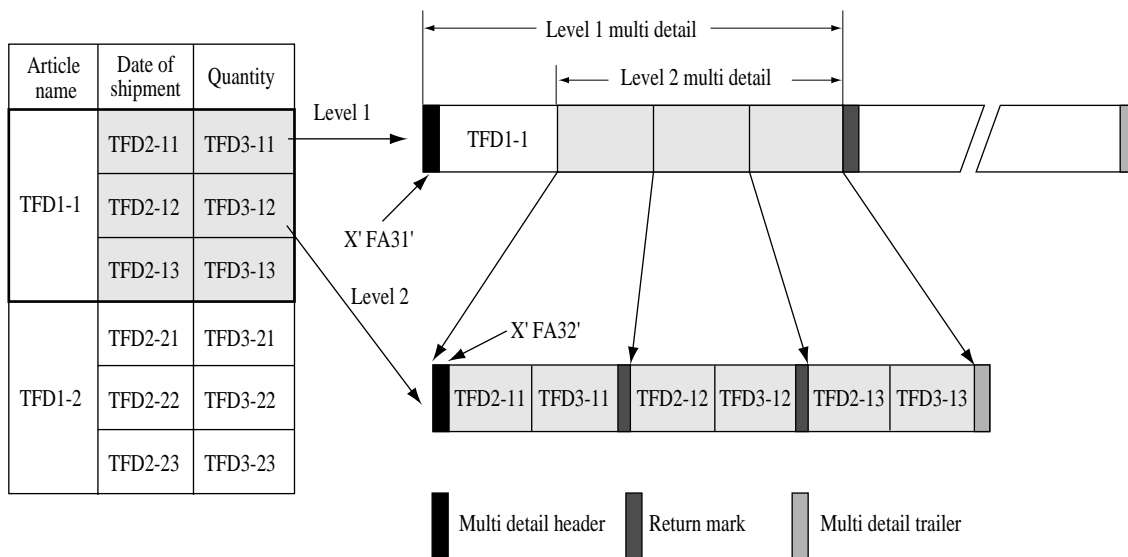 Level 1 multi detail
Level 2 multi detail
Article name
Date of shipment
Quantity
TFD1-1
TFD2-11
TFD3-11
TFD2-12
TFD3-12
TFD2-13
TFD3-13
TFD1-2
TFD2-21
TFD3-21
TFD2-22
TFD3-22
TFD2-23
TFD3-23
Level 1
TFD1-1
X' FA31'
Level 2
X' FA32'
TFD2-11
TFD3-11
TFD2-12
TFD3-12
TFD2-13
TFD3-13
Multi detail header
Return mark
Multi detail trailer